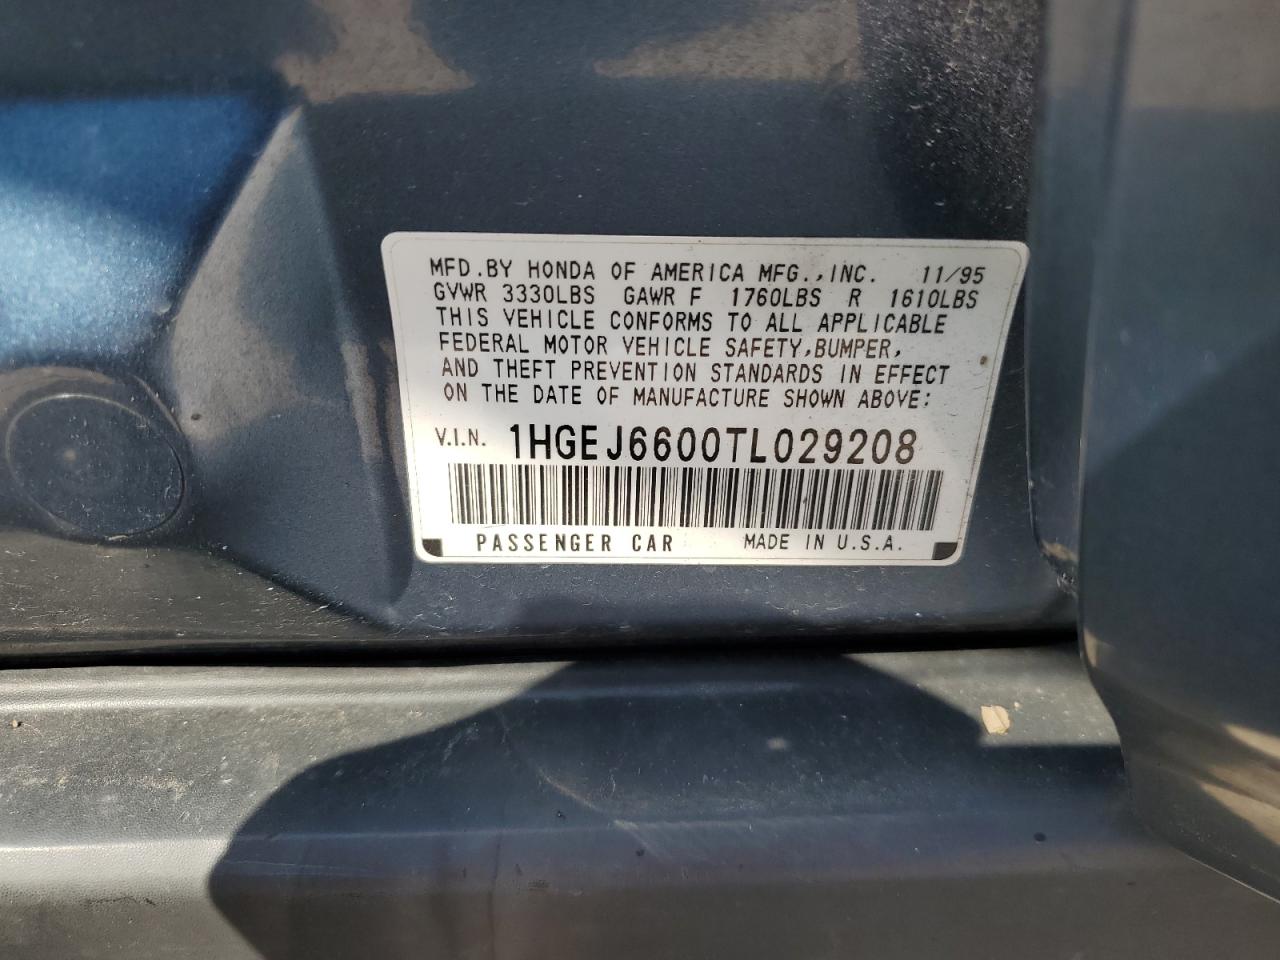 MFD.BY HONDA OF AMERICA MFG.,INC. 11/95
GVWR 3330LBS GAWR F 1760LBS R 1610LBS
THIS VEHICLE CONFORMS TO ALL APPLICABLE
FEDERAL MOTOR VEHICLE SAFETY,BUMPER,
AND THEFT PREVENTION STANDARDS IN EFFECT
ON THE DATE OF MANUFACTURE SHOWN ABOVE:
V.I.N. 1HGEJ6600TL029208
PASSENGER CAR MADE IN U.S.A.